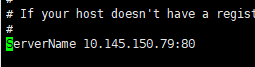 #
# If your host doesn't have a regist
#
ServerName 10.145.150.79:80